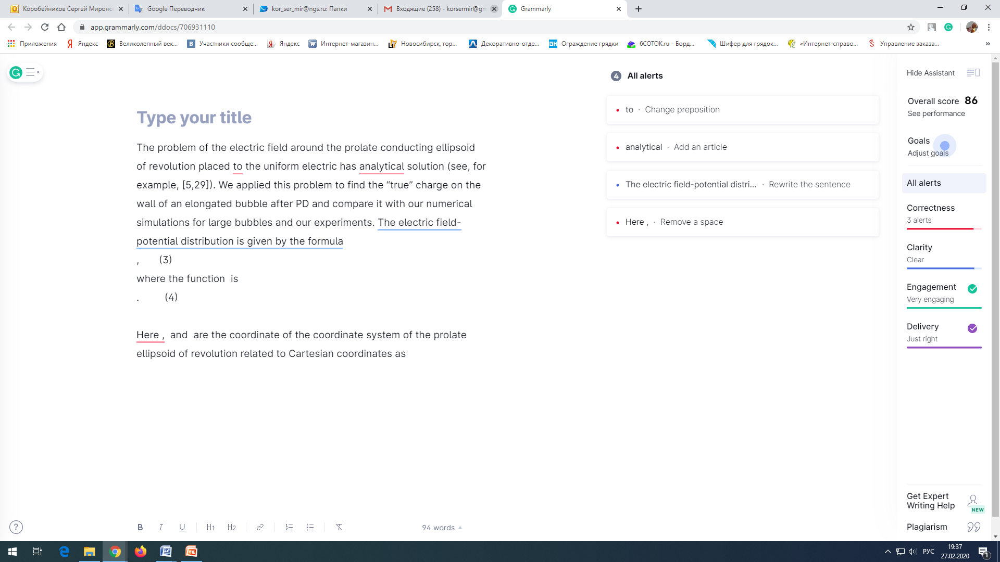 Коробейников Сергей Мироно
Google Переводчик
kor_ser_mir@ngs.ru: Папки
Входящие (258) - korsermir@gm
Grammarly
app.grammarly.com/ddocs/706931110
Приложения
Яндекс
Великолепный век...
Участники сообще...
Яндекс
Интернет-магазин...
Новосибирск, гор...
Декоративно-отде...
Ограждение грядки
6СОТОК.ru - Борд...
Шифер для грядок...
«Интернет-справо...
Управление заказа...
»
Type your title
The problem of the electric field around the prolate conducting ellipsoid
of revolution placed to the uniform electric has analytical solution (see, for
example, [5,29]). We applied this problem to find the “true” charge on the
wall of an elongated bubble after PD and compare it with our numerical
simulations for large bubbles and our experiments. The electric field-
potential distribution is given by the formula
, (3)
where the function is
. (4)
Here , and are the coordinate of the coordinate system of the prolate
ellipsoid of revolution related to Cartesian coordinates as
B I U H1 H2
94 words
4 All alerts
to · Change preposition
analytical · Add an article
The electric field-potential distri... · Rewrite the sentence
Here , · Remove a space
Hide Assistant
Overall score 86
See performance
Goals
Adjust goals
All alerts
Correctness
3 alerts
Clarity
Clear
Engagement
Very engaging
Delivery
Just right
Get Expert
Writing Help
NEW
Plagiarism
?
РУС
19:37
27.02.2020
1